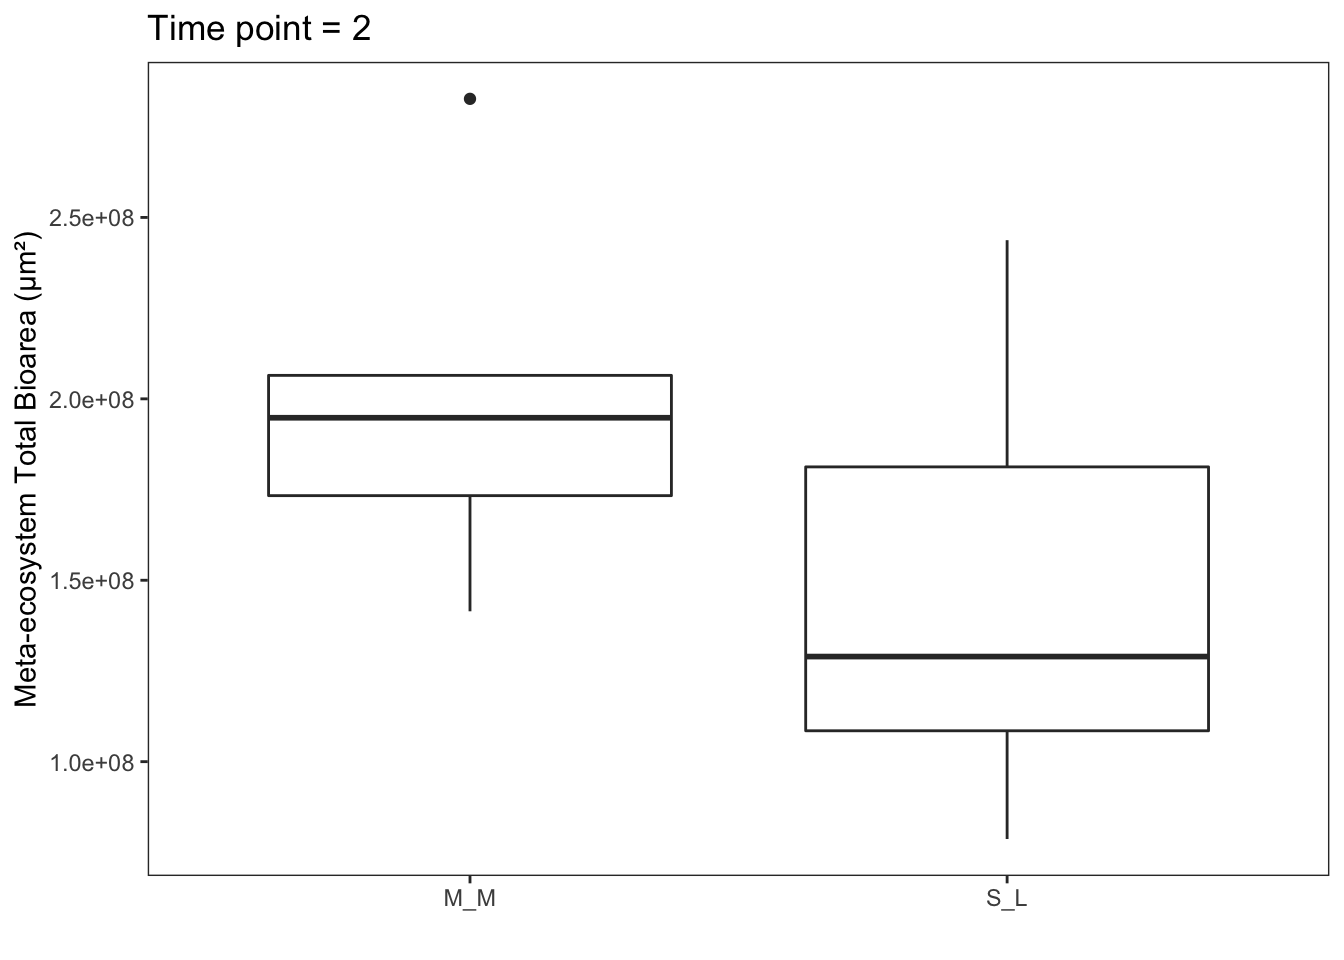 Time point = 2
Meta-ecosystem Total Bioarea (µm²)
2.5e+08
2.0e+08
1.5e+08
1.0e+08
M_M
S_L